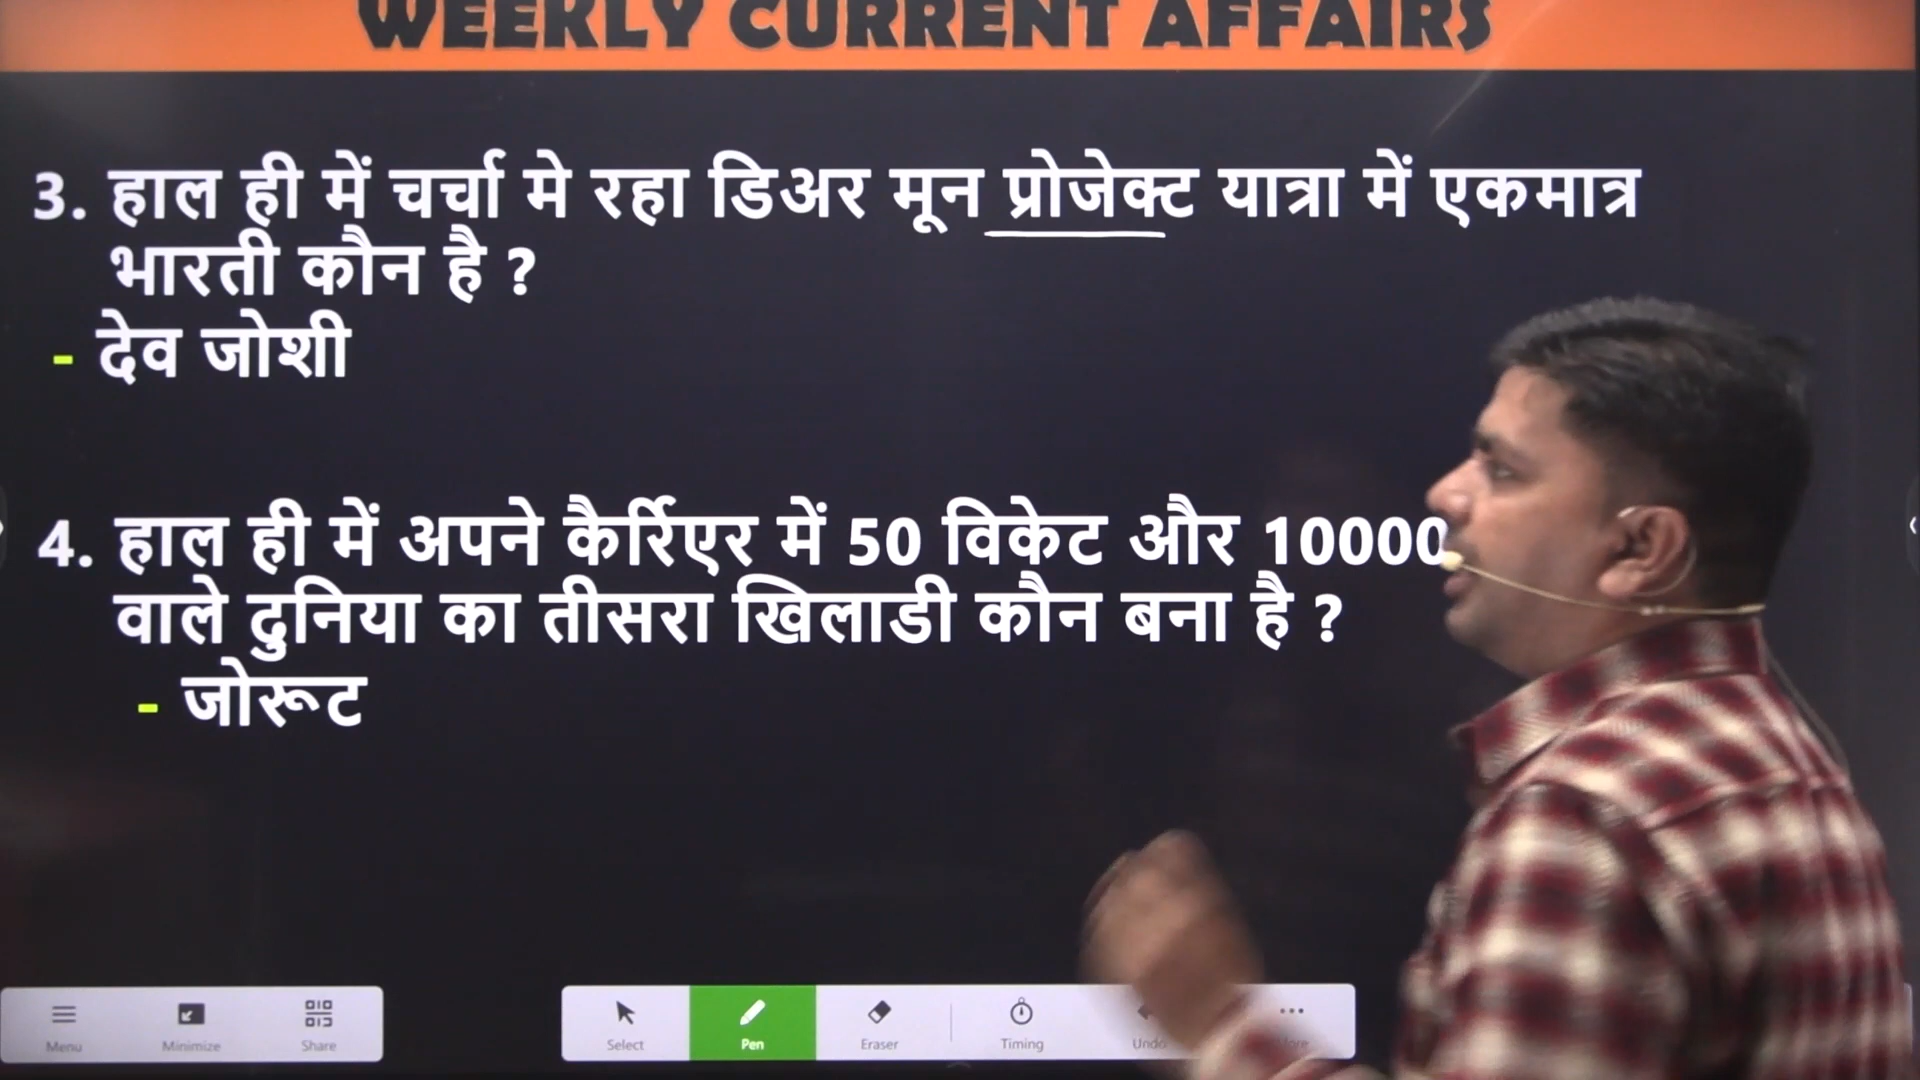 WEEKLY CURRENT AFFAIRS
3. हाल ही में चर्चा मे रहा डिअर मून प्रोजेक्ट यात्रा में एकमात्र
भारती कौन है ?
- देव जोशी
4. हाल ही में अपने कैर्रिएर में 50 विकेट और 10000
वाले दुनिया का तीसरा खिलाडी कौन बना है ?
- जोरूट
Menu Minimize Share Select Pen Eraser Timing Undo